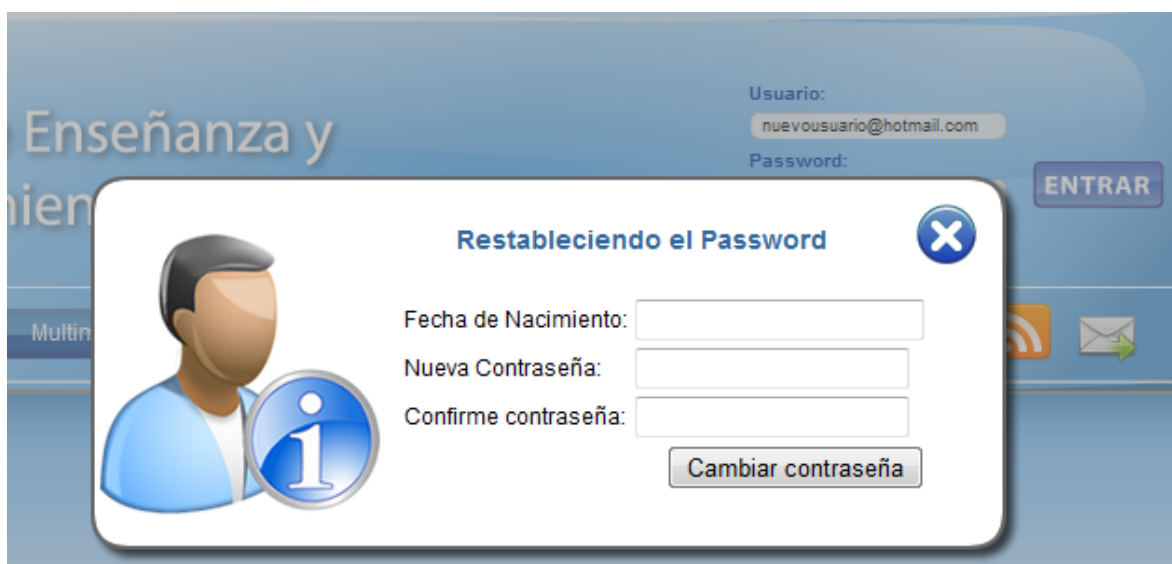 Usuario:
nuevousuario@hotmail.com
Password:
ENTRAR
Enseñanza y
Restableciendo el Password
Fecha de Nacimiento:
Nueva Contraseña:
Confirme contraseña:
Cambiar contraseña